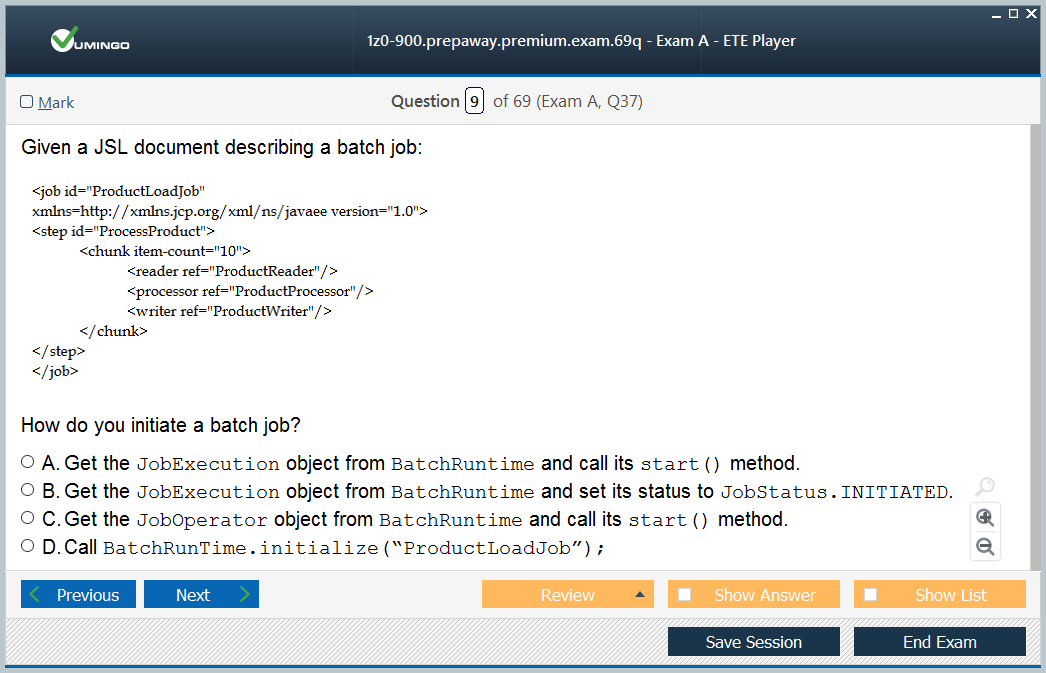 VUMINGO
1z0-900.prepaway.premium.exam.69q - Exam A - ETE Player
Mark
Question 9 of 69 (Exam A, Q37)
Given a JSL document describing a batch job:
<job id="ProductLoadJob"
xmlns=http://xmlns.jcp.org/xml/ns/javaee version="1.0">
<step id="ProcessProduct">
<chunk item-count="10">
<reader ref="ProductReader"/>
<processor ref="ProductProcessor"/>
<writer ref="ProductWriter"/>
</chunk>
</step>
</job>
How do you initiate a batch job?
A. Get the JobExecution object from BatchRuntime and call its start() method.
B. Get the JobExecution object from BatchRuntime and set its status to JobStatus.INITIATED.
C. Get the JobOperator object from BatchRuntime and call its start() method.
D. Call BatchRunTime.initialize(“ProductLoadJob”);
Previous
Next
Review
Show Answer
Show List
Save Session
End Exam